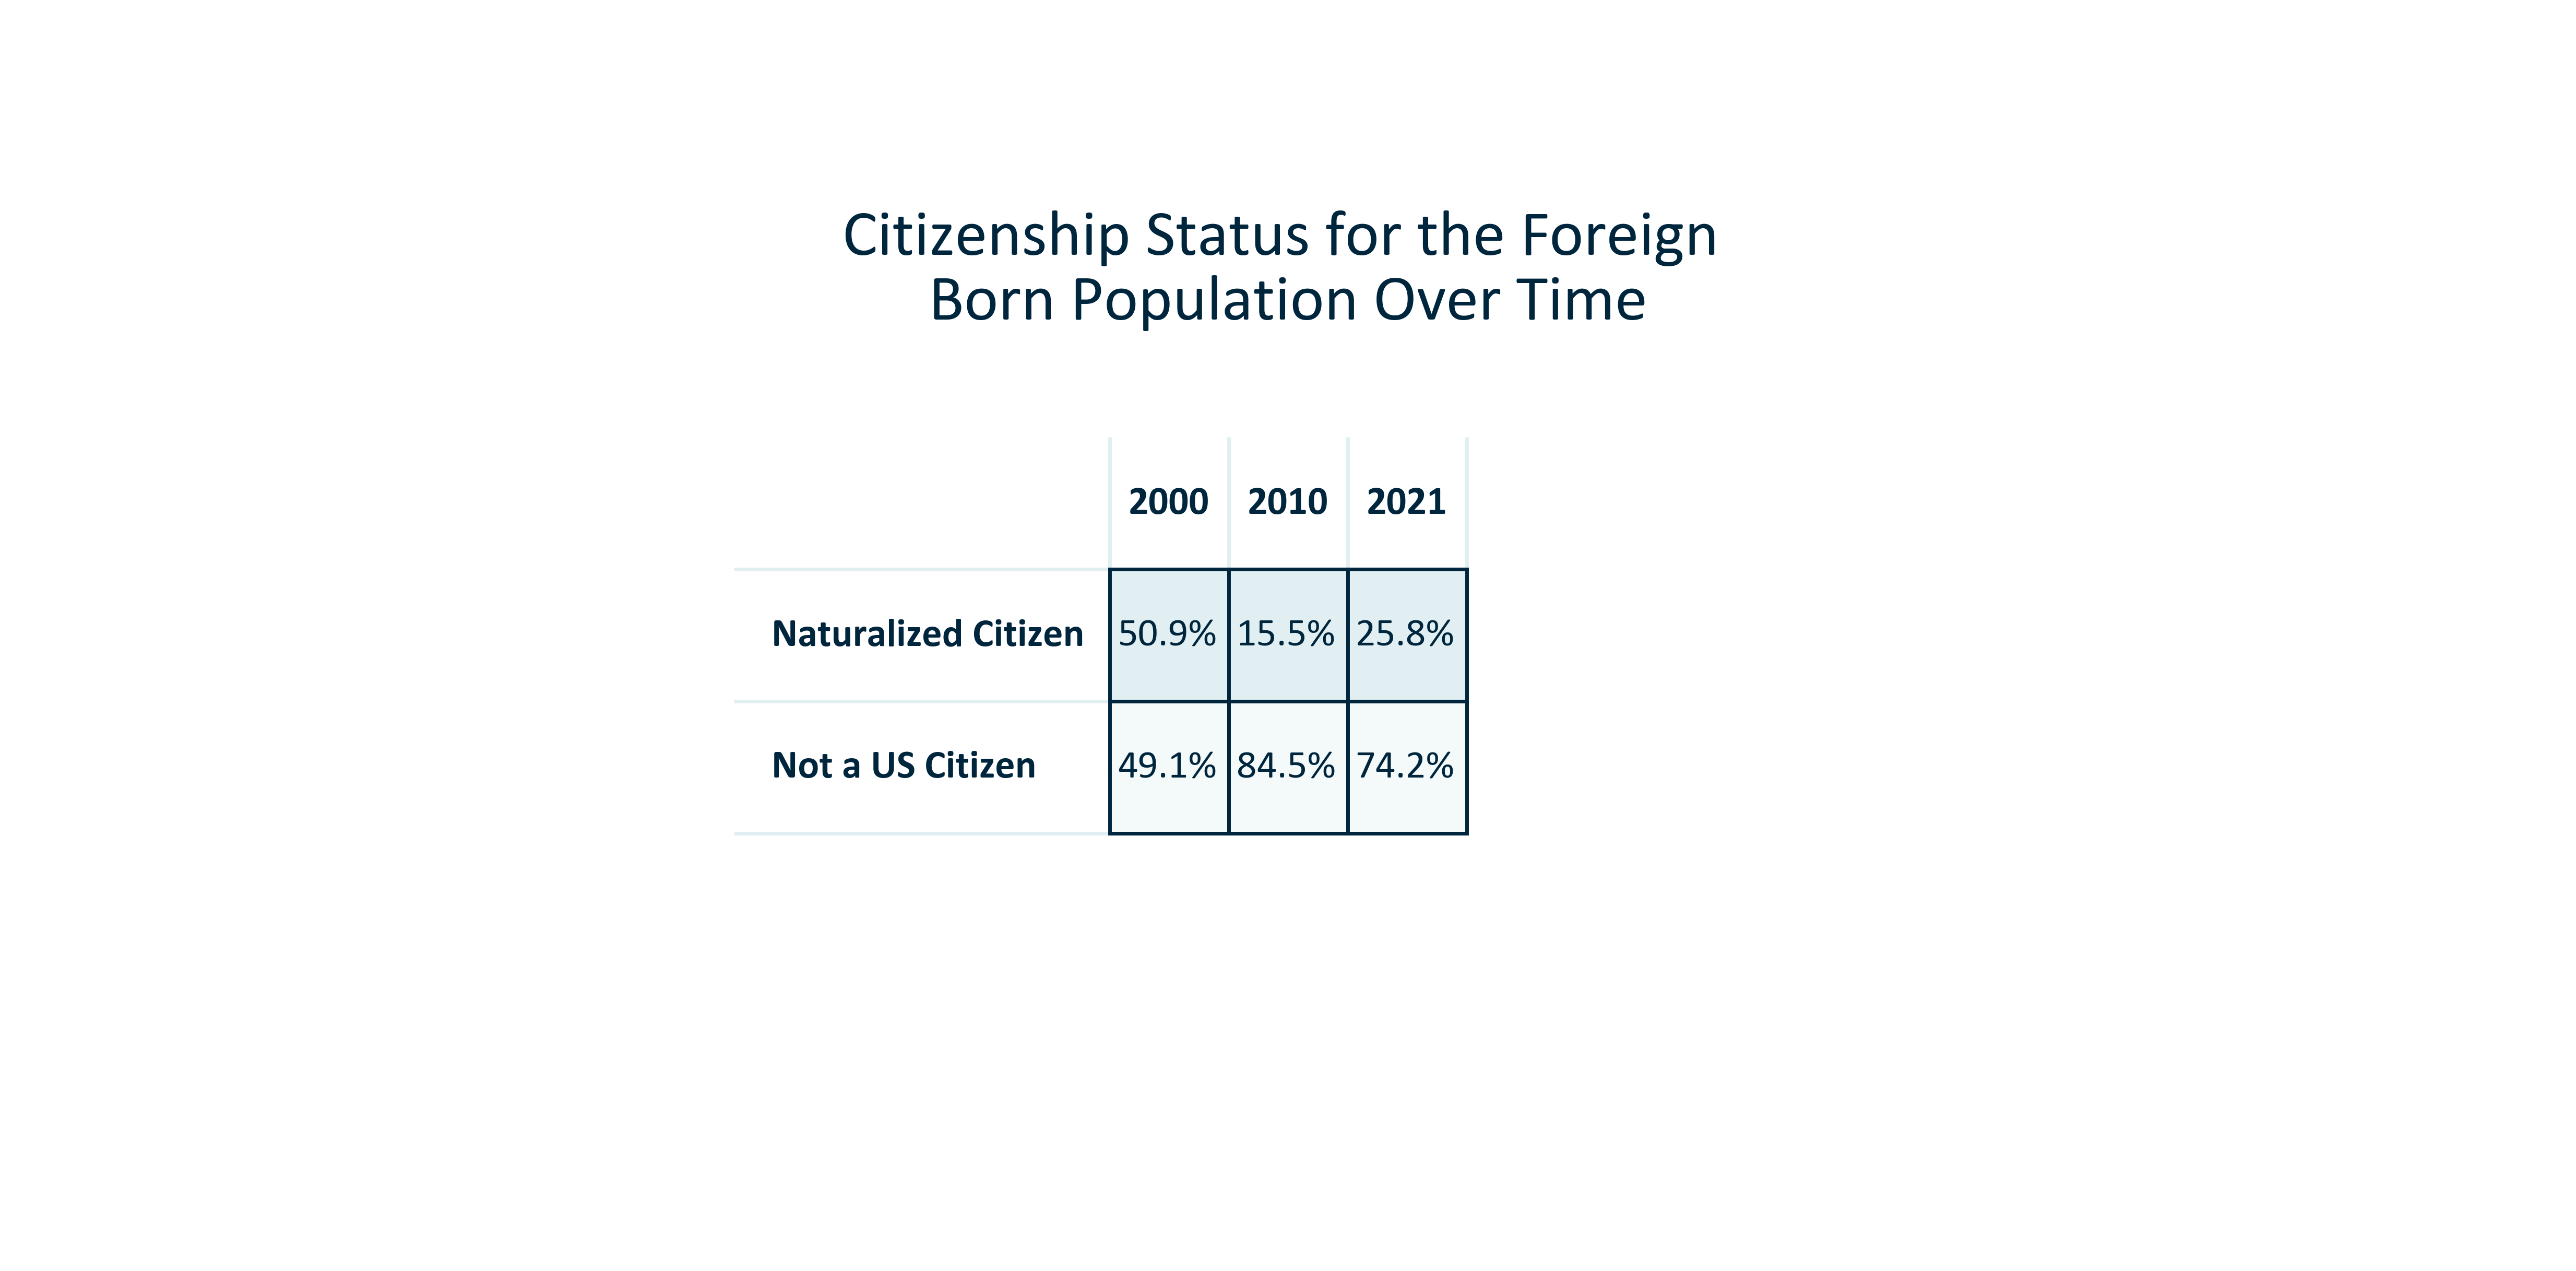 Citizenship Status for the Foreign
Born Population Over Time
2000 2010 2021
Naturalized Citizen 50.9% 15.5% 25.8%
Not a US Citizen 49.1% 84.5% 74.2%